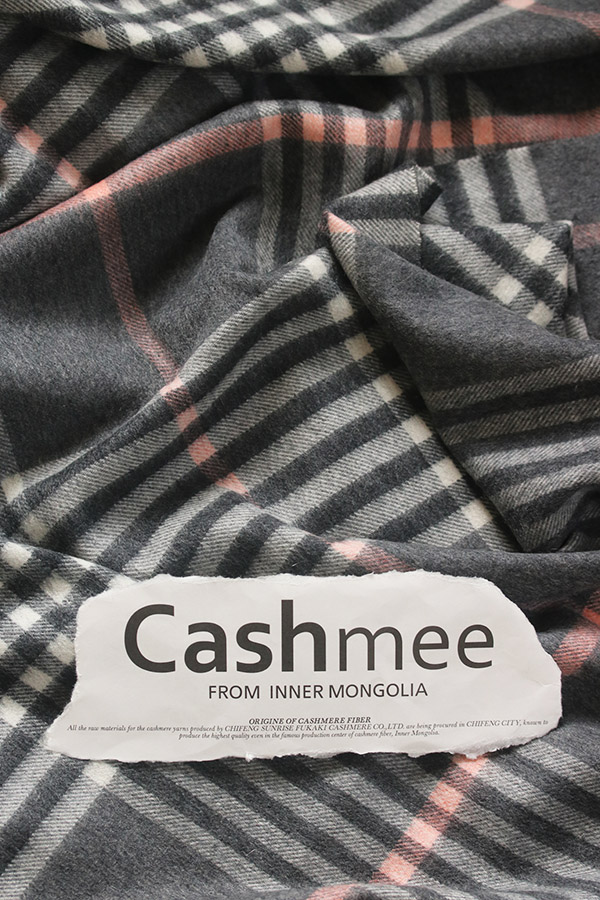 Cashmee
FROM INNER MONGOLIA
ORIGINE OF CASHMERE FIBER
All the raw materials for the cashmere yarns produced by CHIFENG SUNRISE FUKAKI CASHMERE CO.,LTD. are being procured in CHIFENG CITY, known to
produce the highest quality even in the famous production center of cashmere fiber, Inner Mongolia.